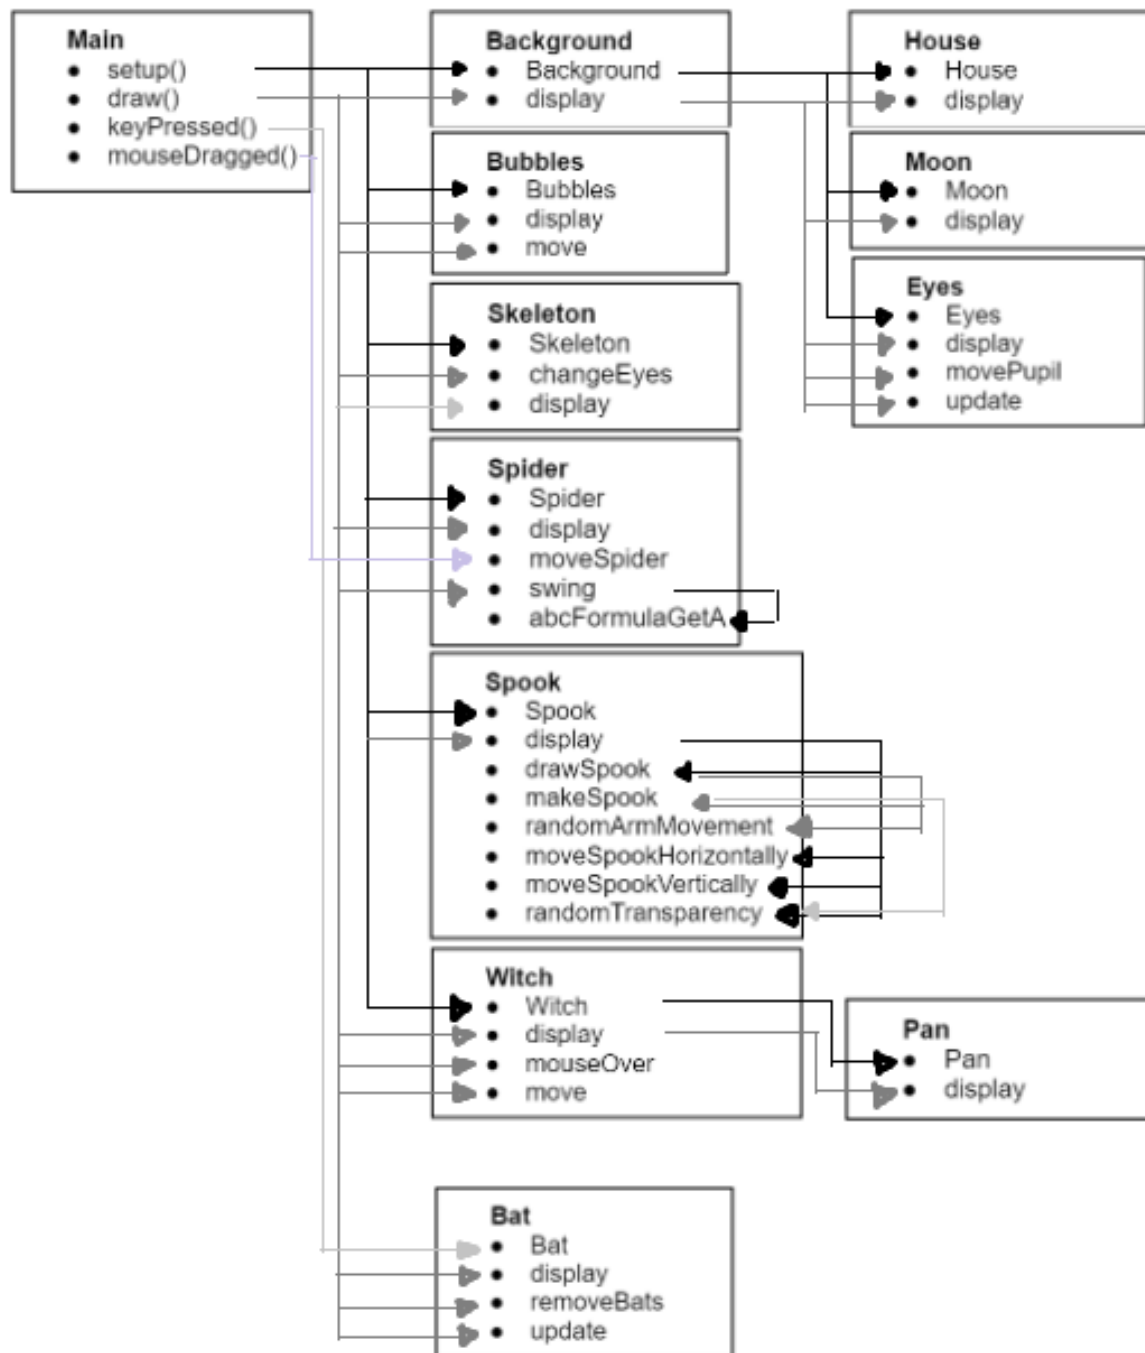 Main
• setup()
• draw()
• keyPressed()
• mouseDragged()
Background
• Background
• display
House
• House
• display
Bubbles
• Bubbles
• display
• move
Moon
• Moon
• display
Eyes
• Eyes
• display
• movePupil
• update
Skeleton
• Skeleton
• changeEyes
• display
Spider
• Spider
• display
• moveSpider
• swing
• abcFormulaGetA
Spook
• Spook
• display
• drawSpook
• makeSpook
• randomArmMovement
• moveSpookHorizontally
• moveSpookVertically
• randomTransparency
Witch
• Witch
• display
• mouseOver
• move
Pan
• Pan
• display
Bat
• Bat
• display
• removeBats
• update